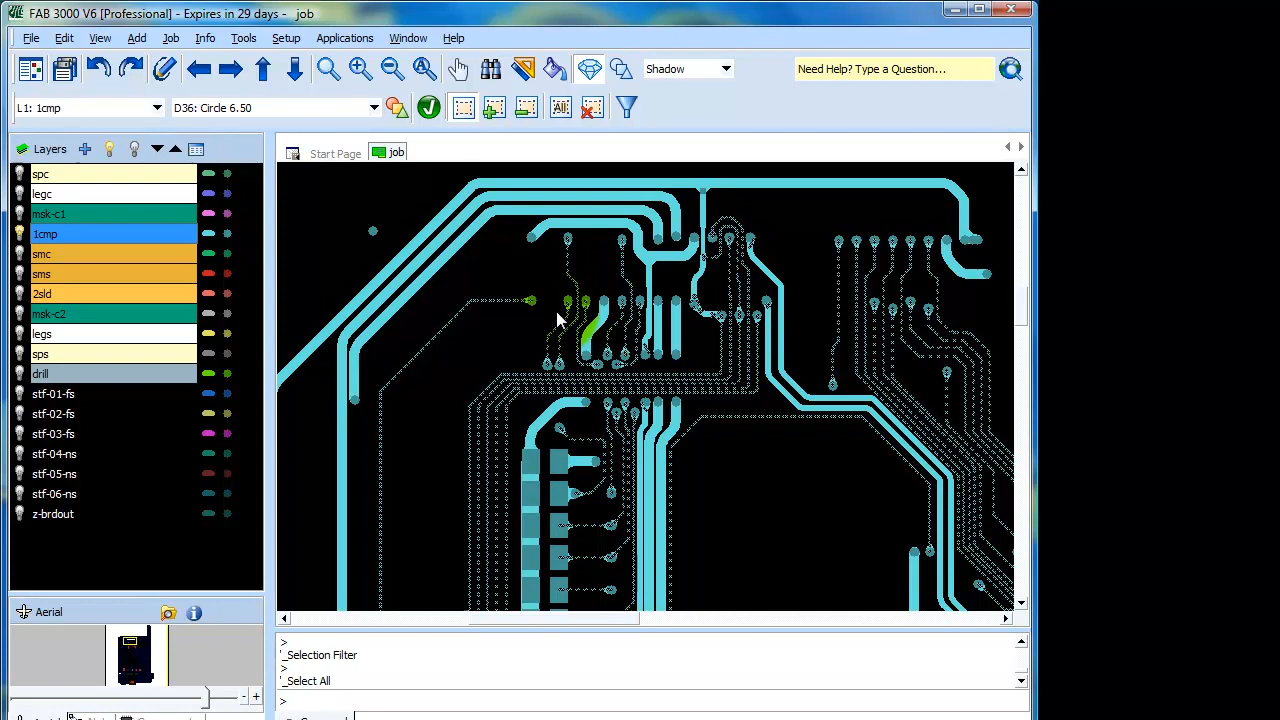 FAB 3000 V6 [Professional] - Expires in 29 days - job
File Edit View Add Job Info Tools Setup Applications Window Help
Shadow
Need Help? Type a Question...
L1: 1cmp
D36: Circle 6.50
All
Layers
Start Page
job
spc
legc
msk-c1
1cmp
smc
sms
2sld
msk-c2
legs
sps
drill
stf-01-fs
stf-02-fs
stf-03-fs
stf-04-ns
stf-05-ns
stf-06-ns
z-brdout
Aerial
- +
>
'_Selection Filter
>
'_Select All
>